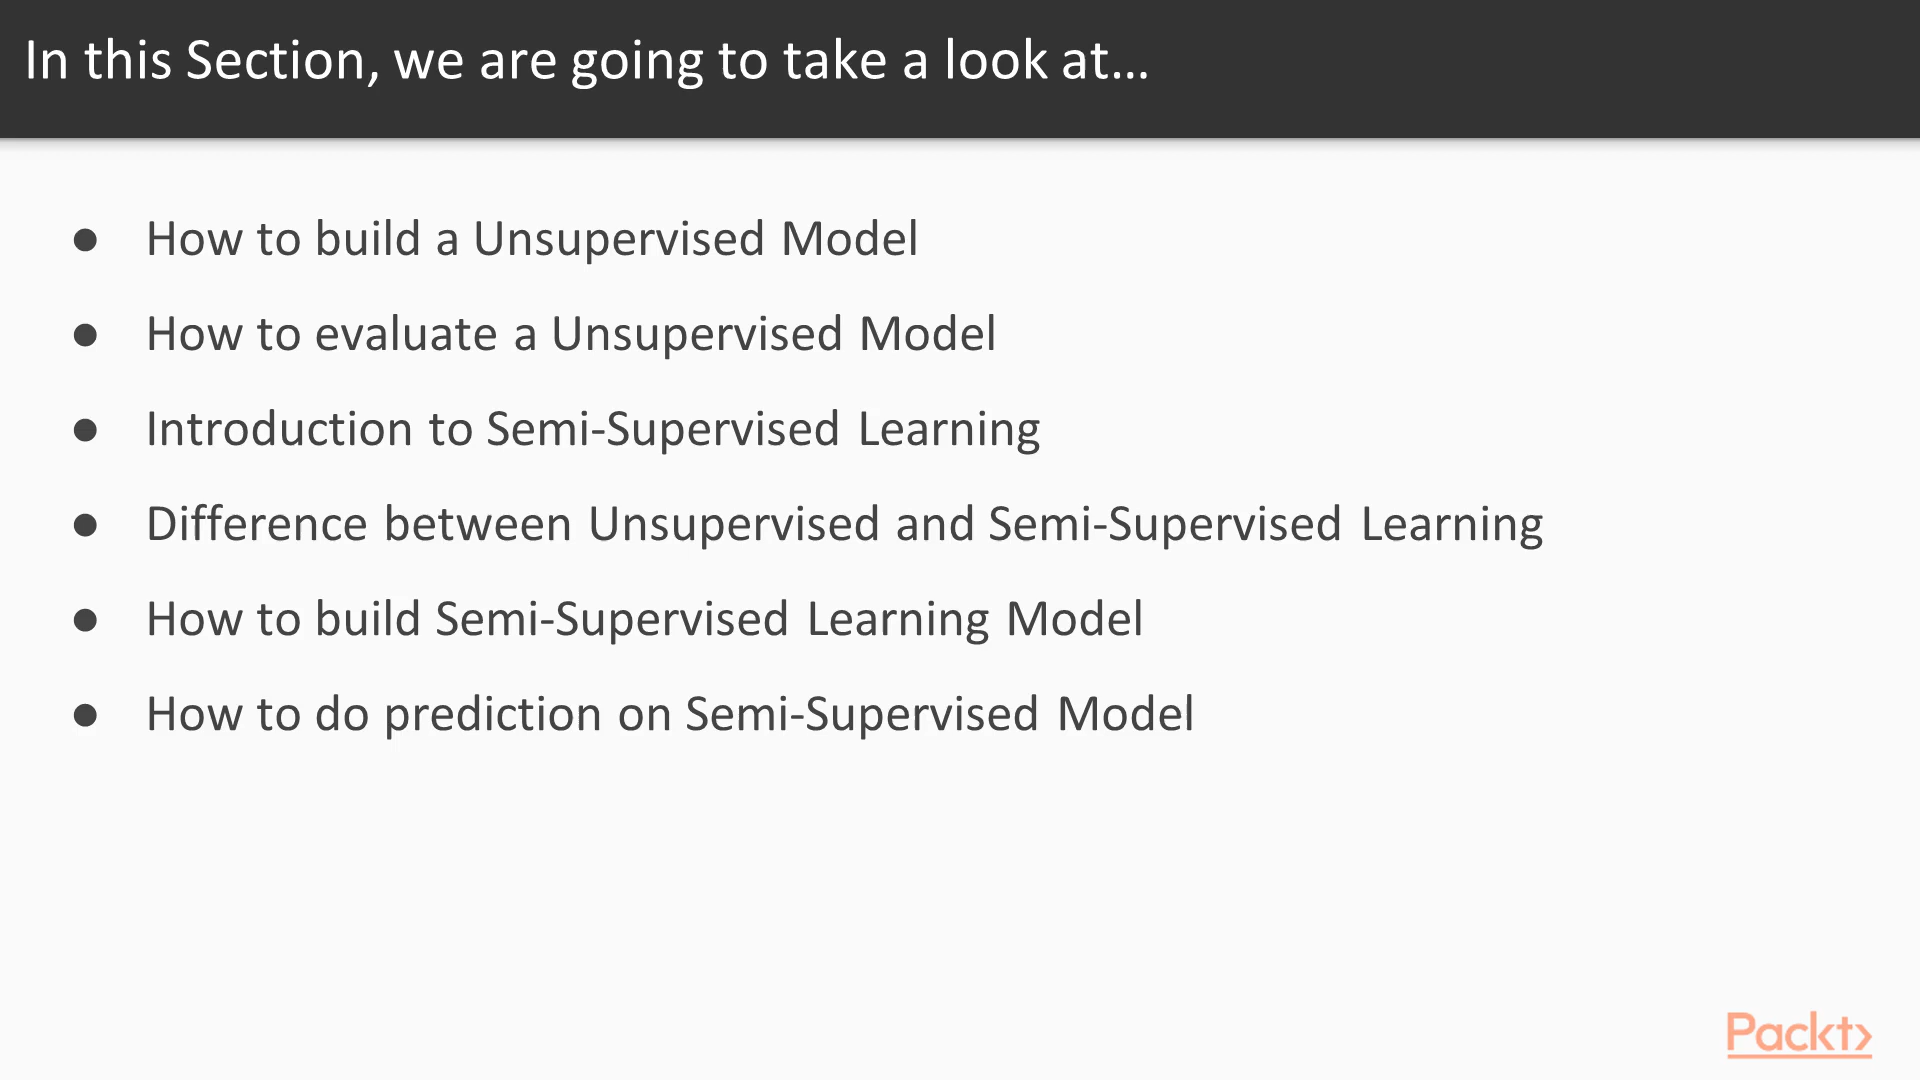 In this Section, we are going to take a look at...
● How to build a Unsupervised Model
● How to evaluate a Unsupervised Model
● Introduction to Semi-Supervised Learning
● Difference between Unsupervised and Semi-Supervised Learning
● How to build Semi-Supervised Learning Model
● How to do prediction on Semi-Supervised Model
Packt>